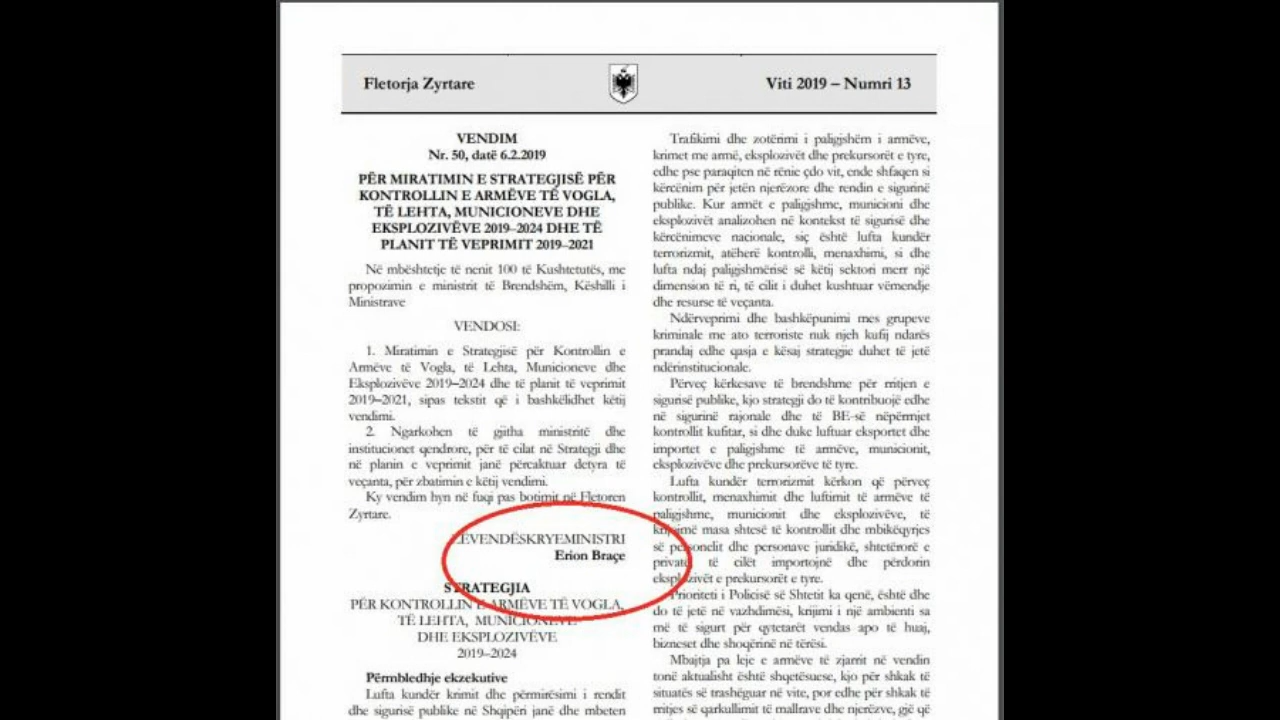 Fletorja Zyrtare
Viti 2019 – Numri 13
VENDIM
Nr. 50, datë 6.2.2019
PËR MIRATIMIN E STRATEGJISË PËR
KONTROLLIN E ARMËVE TË VOGLA,
TË LEHTA, MUNICIONEVE DHE
EKSPLOZIVËVE 2019–2024 DHE TË
PLANIT TË VEPRIMIT 2019–2021
Në mbështetje të nenit 100 të Kushtetutës, me
propozimin e ministrit të Brendshëm, Këshilli i
Ministrave
VENDOSI:
1. Miratimin e Strategjisë për Kontrollin e
Armëve të Vogla, të Lehta, Municioneve dhe
Eksplozivëve 2019–2024 dhe të planit të veprimit
2019–2021, sipas tekstit që i bashkëlidhet këtij
vendimi.
2. Ngarkohen të gjitha ministritë dhe
institucionet qendrore, për të cilat në Strategji dhe
në planin e veprimit janë përcaktuar detyra të
veçanta, për zbatimin e këtij vendimi.
Ky vendim hyn në fuqi pas botimit në Fletoren
Zyrtare.
ZËVENDËSKRYEMINISTRI
Erion Braçe
STRATEGJIA
PËR KONTROLLIN E ARMËVE TË VOGLA,
TË LEHTA, MUNICIONEVE
DHE EKSPLOZIVËVE
2019–2024
Përmbledhje ekzekutive
Lufta kundër krimit dhe përmirësimi i rendit
dhe sigurisë publike në Shqipëri janë dhe mbeten
Trafikimi dhe zotërimi i paligjshëm i armëve,
krimet me armë, eksplozivët dhe prekursorët e tyre,
edhe pse paraqiten në rënie çdo vit, ende shfaqen si
kërcënim për jetën njerëzore dhe rendin e sigurinë
publike. Kur armët e paligjshme, municioni dhe
eksplozivët analizohen në kontekst të sigurisë dhe
kërcënimeve nacionale, siç është lufta kundër
terrorizmit, atëherë kontrolli, menaxhimi, si dhe
lufta ndaj paligjshmërisë së këtij sektori merr një
dimension të ri, të cilit i duhet kushtuar vëmendje
dhe resurse të veçanta.
Ndërveprimi dhe bashkëpunimi mes grupeve
kriminale me ato terroriste nuk njeh kufij ndarës
prandaj edhe qasja e kësaj strategjie duhet të jetë
ndërinstitucionale.
Përveç kërkesave të brendshme për rritjen e
sigurisë publike, kjo strategji do të kontribuojë edhe
në sigurinë rajonale dhe të BE-së nëpërmjet
kontrollit kufitar, si dhe duke luftuar eksportet dhe
importet e paligjshme të armëve, municionit,
eksplozivëve dhe prekursorëve të tyre.
Lufta kundër terrorizmit kërkon që përveç
kontrollit, menaxhimit dhe luftimit të armëve të
paligjshme, municionit dhe eksplozivëve, të
krijojmë masa shtesë të kontrollit dhe mbikëqyrjes
së personelit dhe personave juridikë, shtetërorë e
privatë, të cilët importojnë dhe përdorin
eksplozivët e prekursorët e tyre.
Prioriteti i Policisë së Shtetit ka qenë, është dhe
do të jetë në vazhdimësi, krijimi i një ambienti sa
më të sigurt për qytetarët vendas apo të huaj,
bizneset dhe shoqërinë në tërësi.
Mbajtja pa leje e armëve të zjarrit në vendin
tonë aktualisht është shqetësuese, kjo për shkak të
situatës së trashëguar në vite, por edhe për shkak të
rritjes së qarkullimit të mallrave dhe njerëzve, gjë që